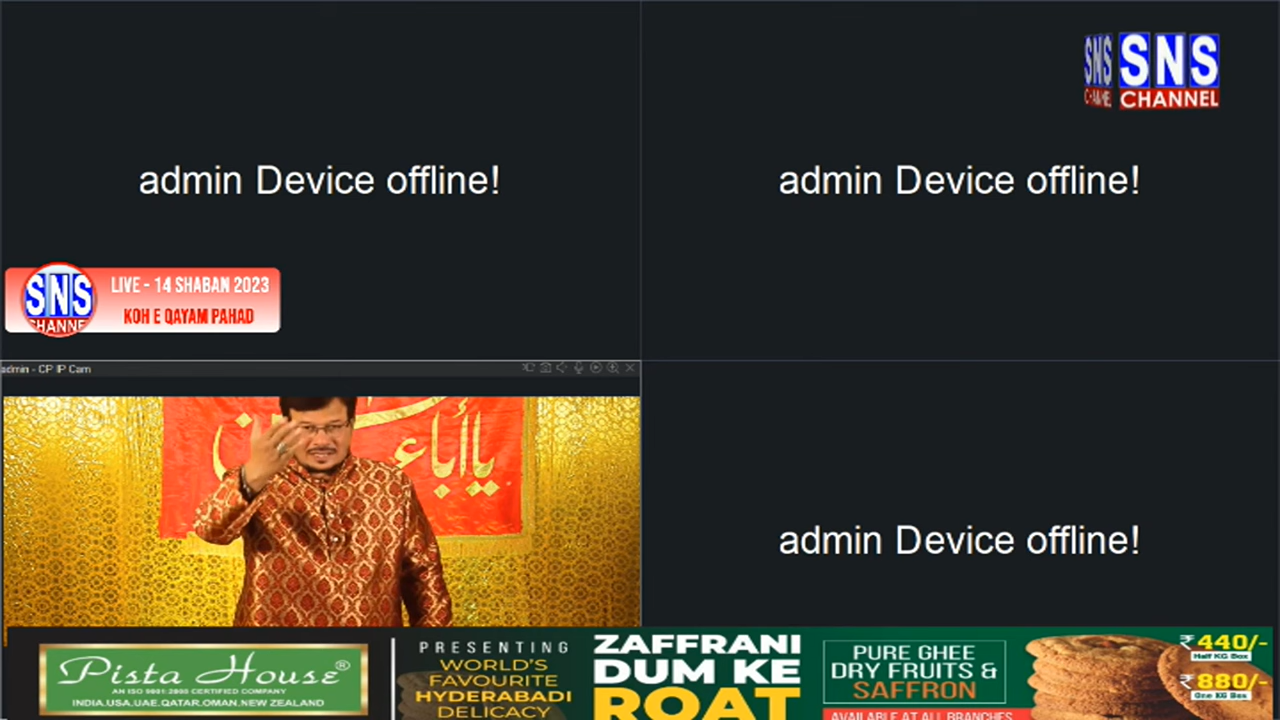 SNS SNS
CHANNEL
admin Device offline!
admin Device offline!
SNS
CHANNE
LIVE - 14 SHABAN 2023
KOH E QAYAM PAHAD
admin - CP IP Cam
یا أباء
admin Device offline!
Pista House®
AN ISO 9001:2008 CERTIFIED COMPANY
INDIA.USA.UAE.QATAR.OMAN.NEW ZEALAND
PRESENTING
WORLD'S
FAVOURITE
HYDERABADI
DELICACY
ZAFFRANI
DUM KE
ROAT
PURE GHEE
DRY FRUITS &
SAFFRON
AVAILABLE AT ALL BRANCHES
₹440/-
Half KG Box
₹880/-
One KG Box